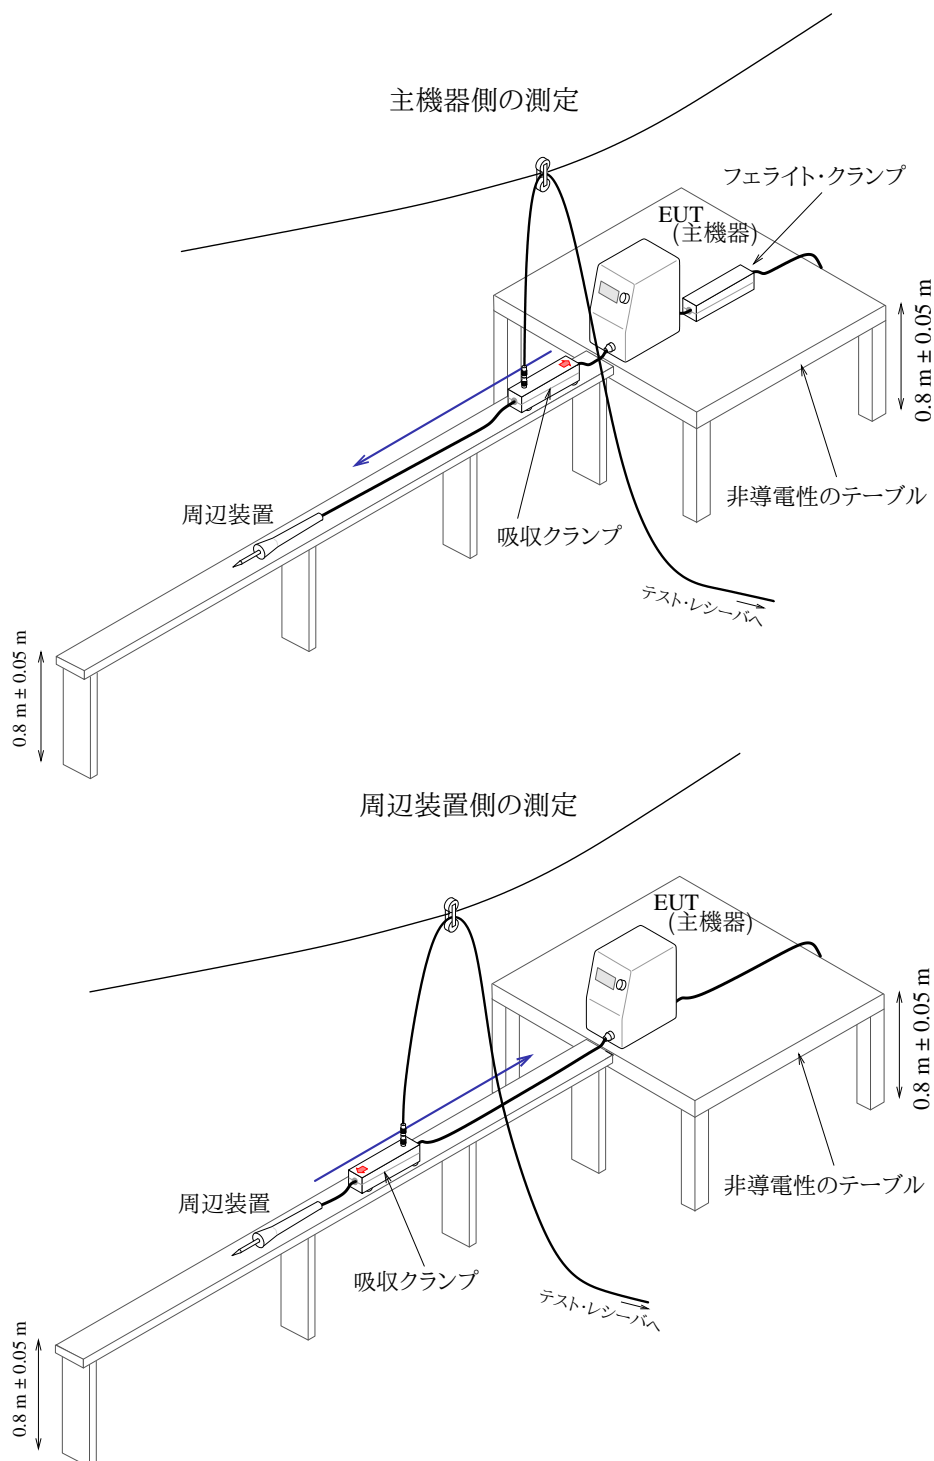 主機器側の測定
フェライト・クランプ
EUT
(主機器)
0.8 m ± 0.05 m
非導電性のテーブル
周辺装置
吸収クランプ
テスト・レシーバへ
0.8 m ± 0.05 m
周辺装置側の測定
EUT
(主機器)
0.8 m ± 0.05 m
非導電性のテーブル
周辺装置
吸収クランプ
テスト・レシーバへ
0.8 m ± 0.05 m